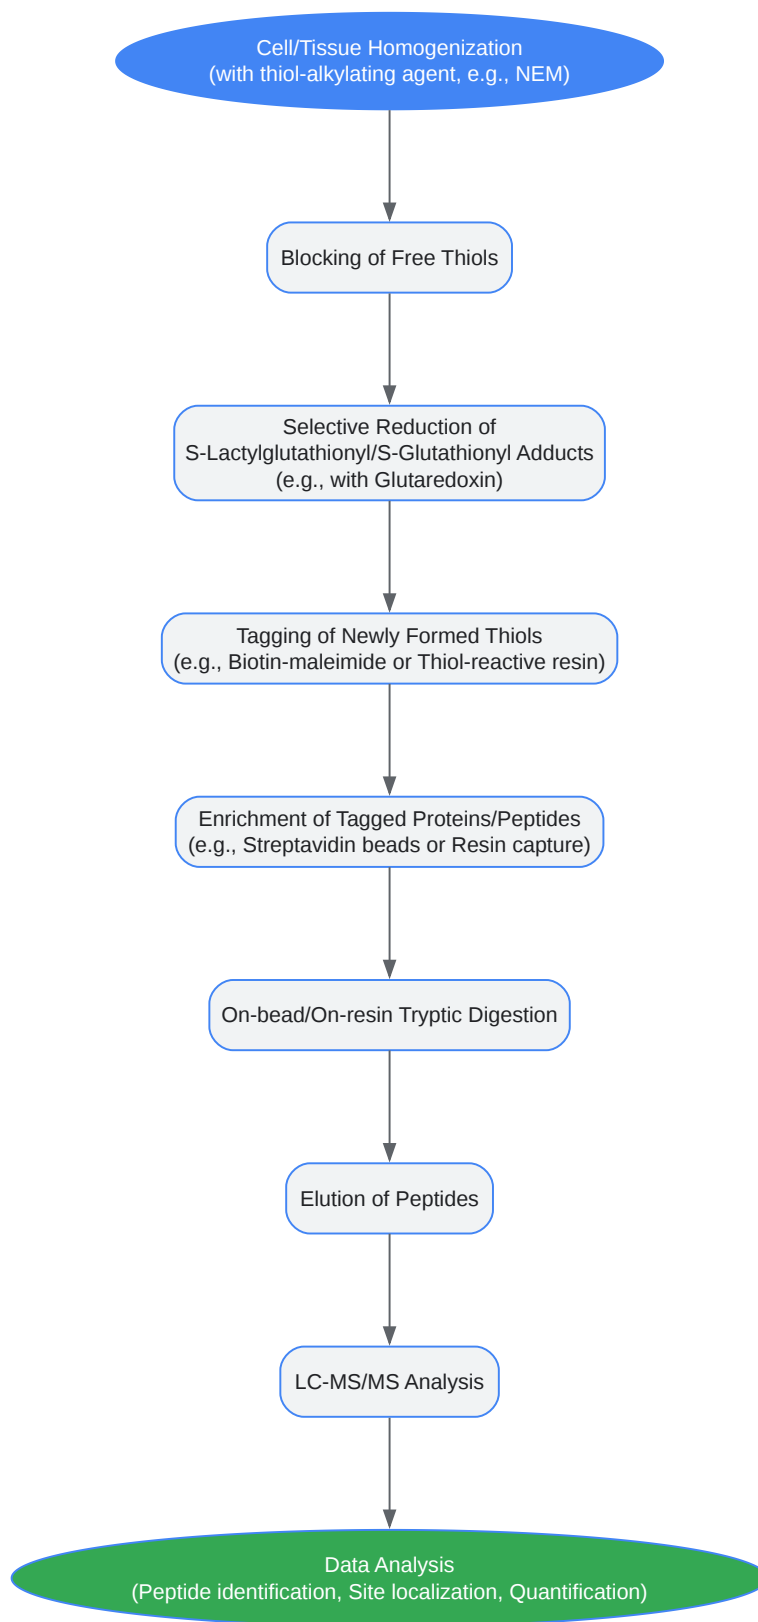 Cell/Tissue Homogenization
(with thiol-alkylating agent, e.g., NEM)
Blocking of Free Thiols
Selective Reduction of
S-Lactylglutathionyl/S-Glutathionyl Adducts
(e.g., with Glutaredoxin)
Tagging of Newly Formed Thiols
(e.g., Biotin-maleimide or Thiol-reactive resin)
Enrichment of Tagged Proteins/Peptides
(e.g., Streptavidin beads or Resin capture)
On-bead/On-resin Tryptic Digestion
Elution of Peptides
LC-MS/MS Analysis
Data Analysis
(Peptide identification, Site localization, Quantification)